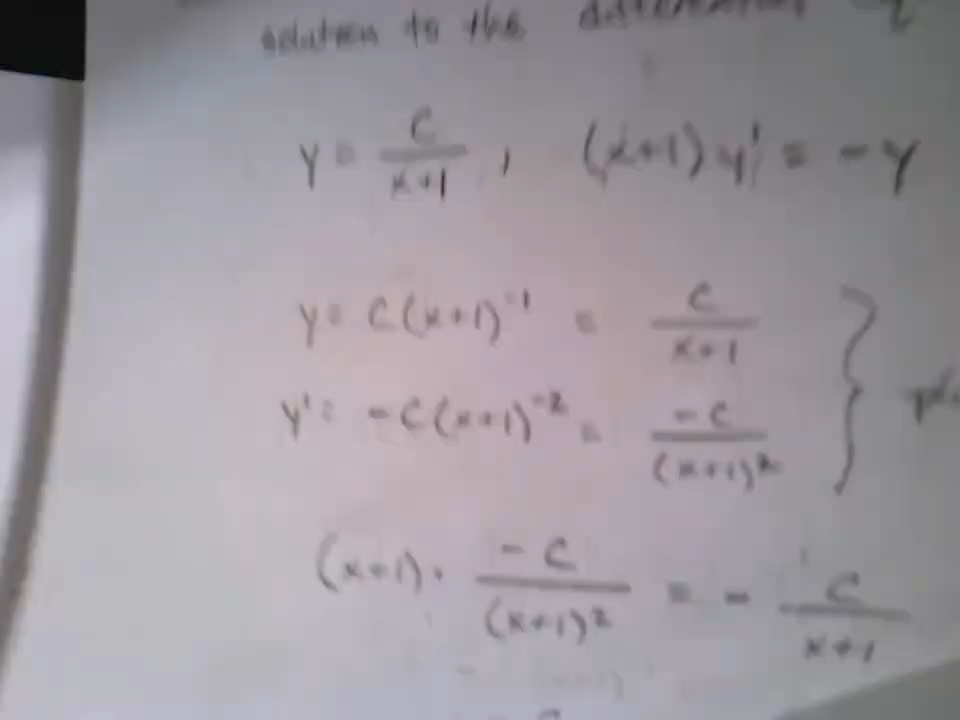 solution to the
y = C/(x+1) , (x+1) y' = -y
y = C(x+1)^-1 = C/(x+1)
y' = -C(x+1)^-2 = -C/(x+1)^2
(x+1) · -C/(x+1)^2 = - C/(x+1)